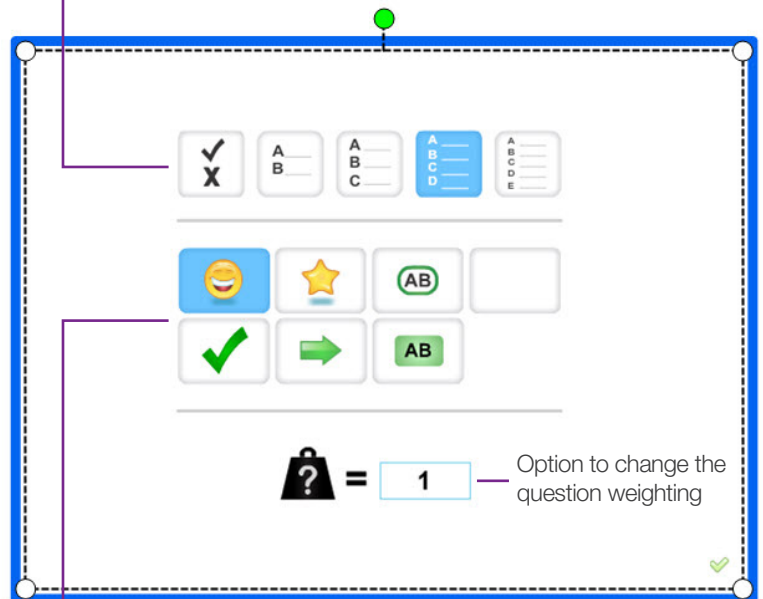 ✓
X
A
B
A
B
C
A
B
C
D
A
B
C
D
E
AB
AB
? = 1
Option to change the
question weighting